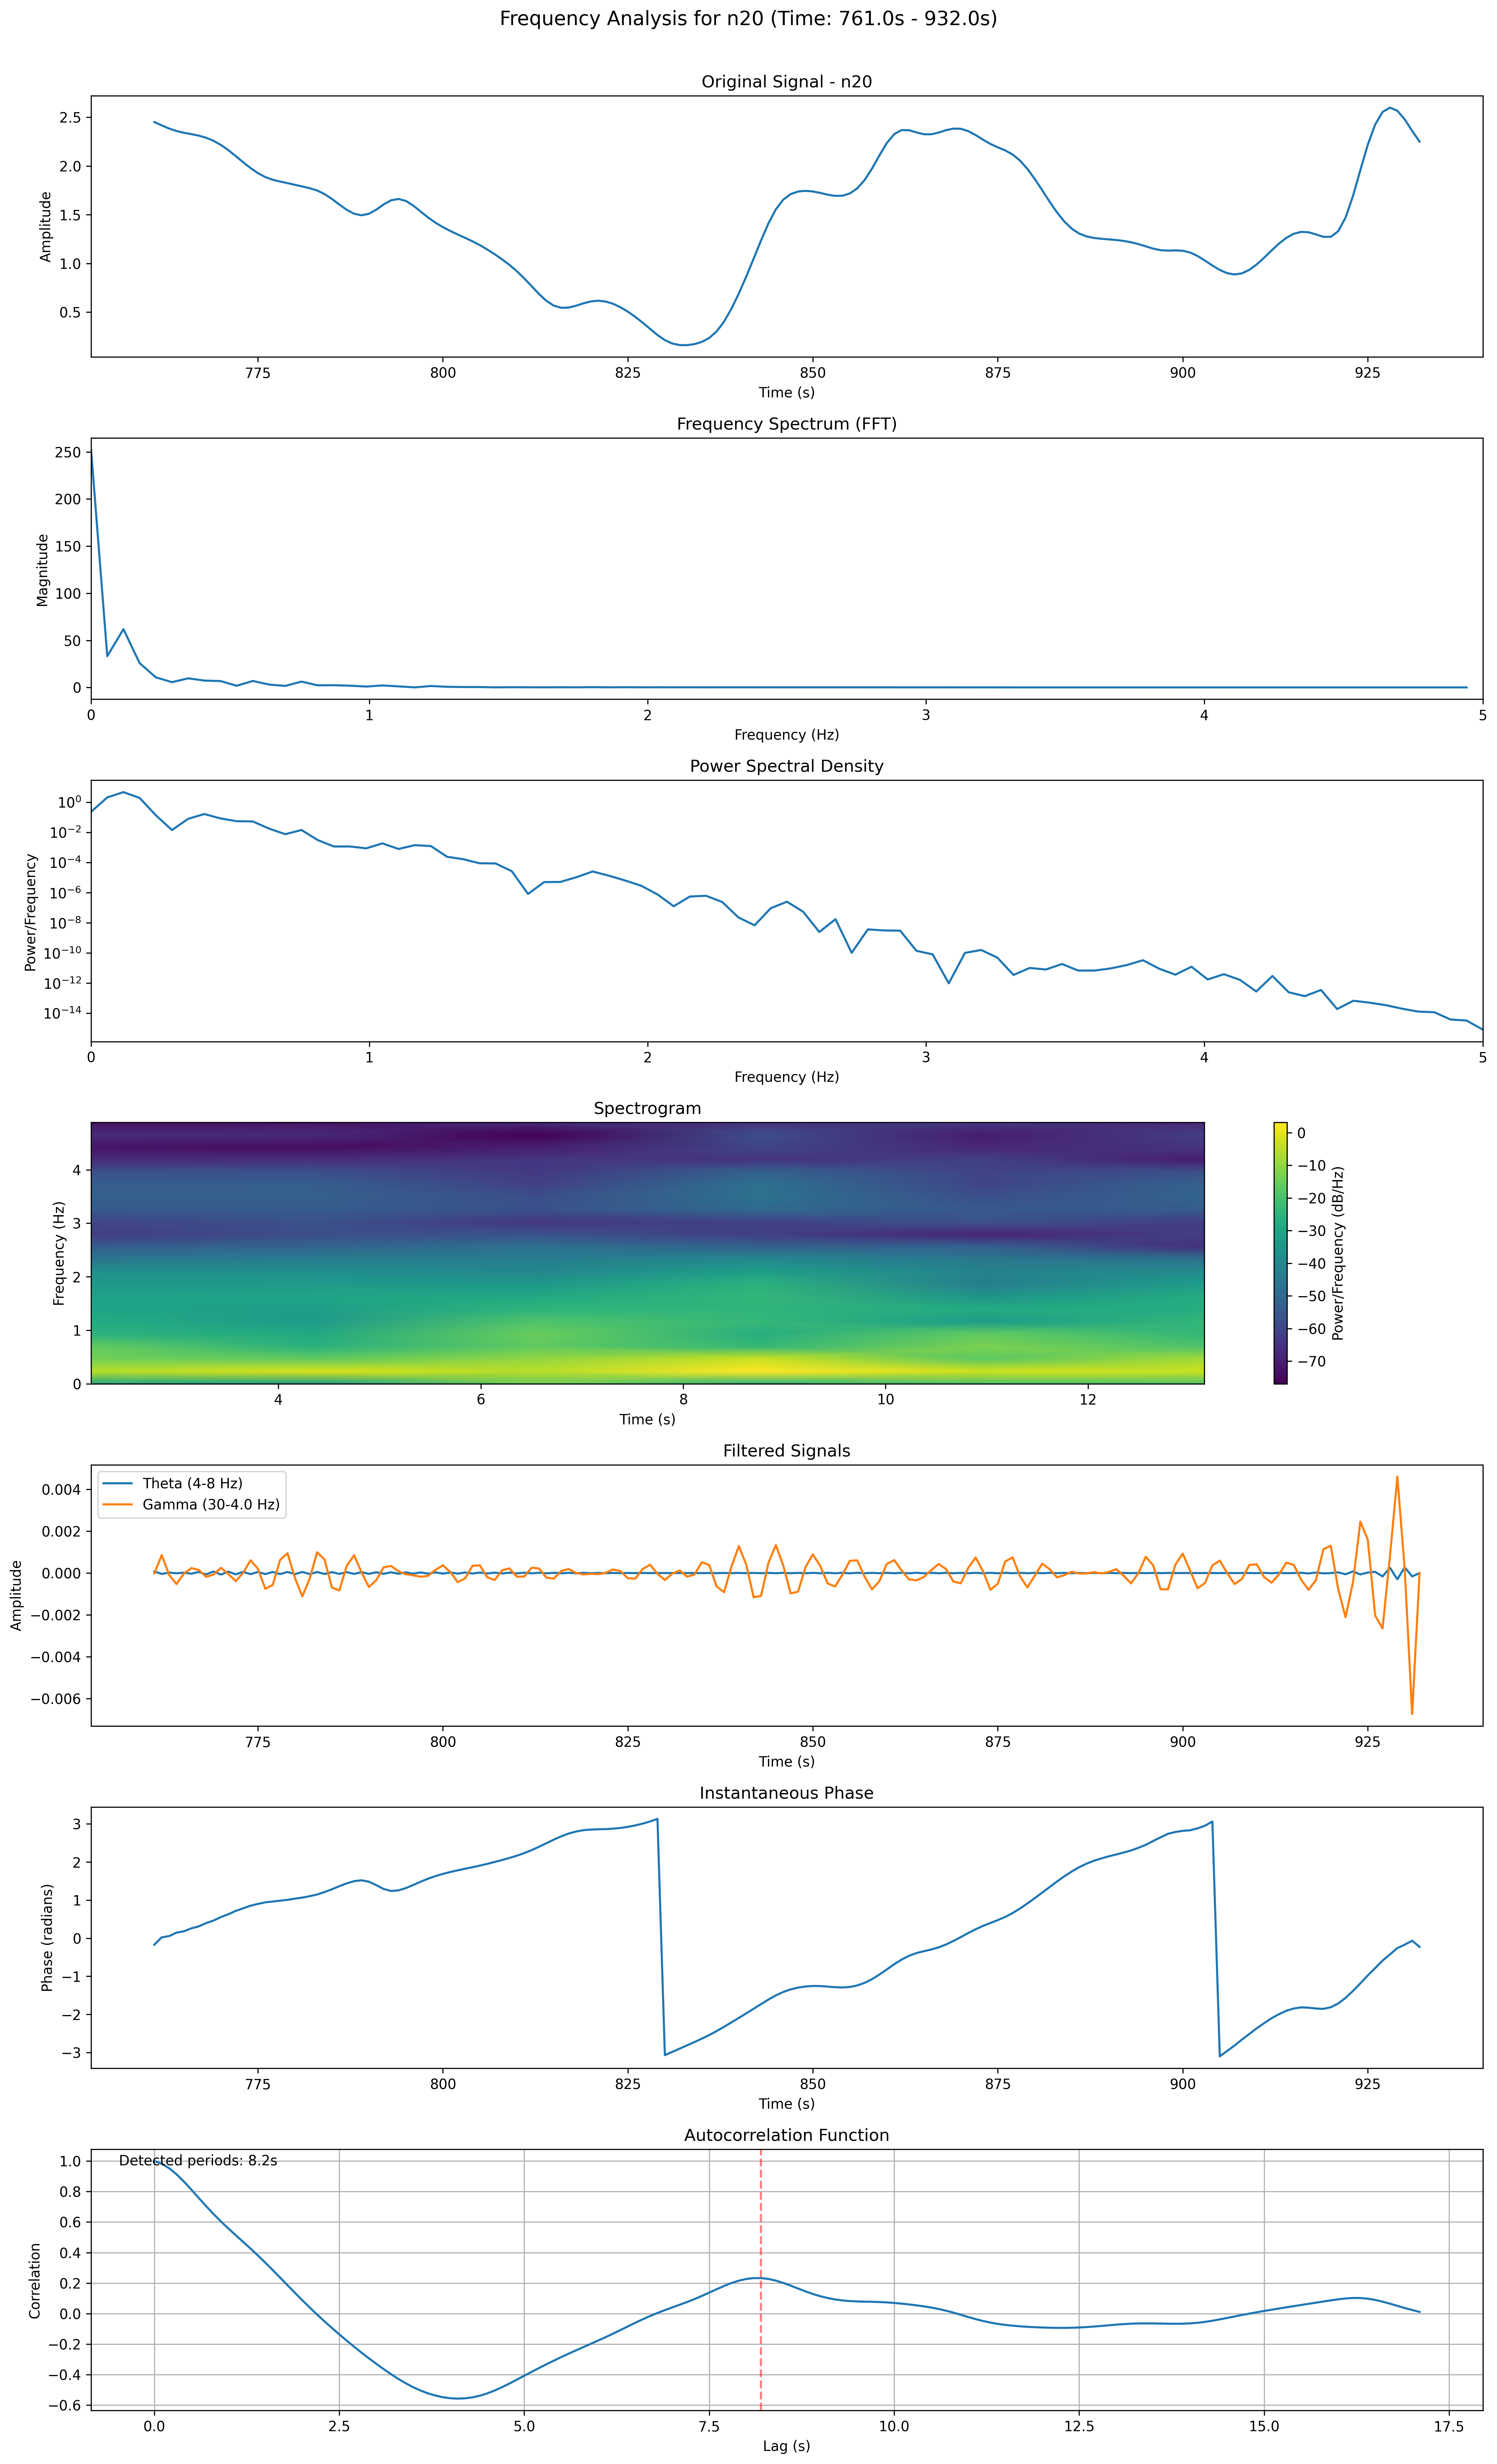 Frequency Analysis for n20 (Time: 761.0s - 932.0s)
Original Signal - n20
Amplitude
2.5
2.0
1.5
1.0
0.5
775 800 825 850 875 900 925
Time (s)
Frequency Spectrum (FFT)
Magnitude
250
200
150
100
50
0
0 1 2 3 4 5
Frequency (Hz)
Power Spectral Density
Power/Frequency
10⁰
10⁻²
10⁻⁴
10⁻⁶
10⁻⁸
10⁻¹⁰
10⁻¹²
10⁻¹⁴
0 1 2 3 4 5
Frequency (Hz)
Spectrogram
Frequency (Hz)
4
3
2
1
0
4 6 8 10 12
Time (s)
0
−10
−20
−30
−40
−50
−60
−70
Power/Frequency (dB/Hz)
Filtered Signals
Theta (4-8 Hz)
Gamma (30-4.0 Hz)
Amplitude
0.004
0.002
0.000
−0.002
−0.004
−0.006
775 800 825 850 875 900 925
Time (s)
Instantaneous Phase
Phase (radians)
3
2
1
0
−1
−2
−3
775 800 825 850 875 900 925
Time (s)
Autocorrelation Function
Detected periods: 8.2s
Correlation
1.0
0.8
0.6
0.4
0.2
0.0
−0.2
−0.4
−0.6
0.0 2.5 5.0 7.5 10.0 12.5 15.0 17.5
Lag (s)